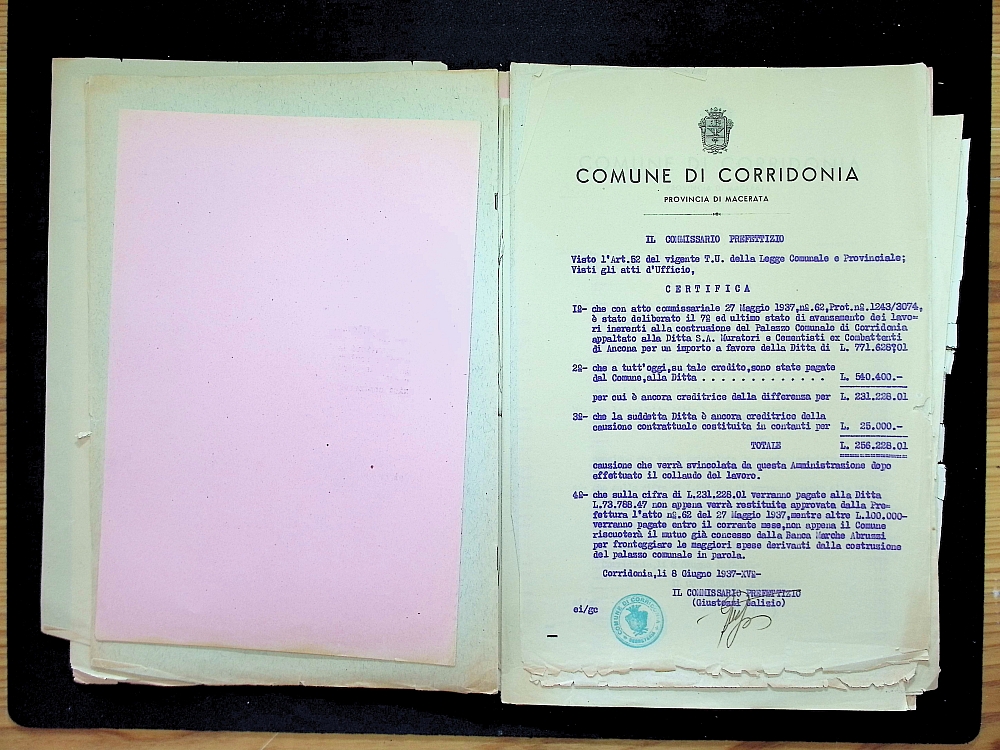 COMUNE DI CORRIDONIA
PROVINCIA DI MACERATA
IL COMMISSARIO PREFETTIZIO
Visto l'Art.52 del vigente T.U. della Legge Comunale e Provinciale;
Visti gli atti d'Ufficio,
CERTIFICA
1º- che con atto commissariale 27 Maggio 1937,nº.62,Prot.nº.1243/3074,
è stato deliberato il 7º ed ultimo stato di avanzamento dei lavo=
ri inerenti alla costruzione del Palazzo Comunale di Corridonia
appaltato alla Ditta S.A. Muratori e Cementisti ex Combattenti
di Ancona per un importo a favore della Ditta di L. 771.628,01
2º- che a tutt'oggi,su tale credito,sono state pagate
dal Comune,alla Ditta . . . . . . . . . . . . . L. 540.400.-
per cui è ancora creditrice della differenza per L. 231.228.01
3º- che la suddetta Ditta è ancora creditrice della
cauzione contrattuale costituita in contanti per L. 25.000.-
TOTALE L. 256.228.01
cauzione che verrà svincolata da questa Amministrazione dopo
effettuato il collaudo del lavoro.
4º- che sulla cifra di L.231.228.01 verranno pagate alla Ditta
L.73.788.47 non appena verrà restituita approvata dalla Pre=
fettura l'atto nº.62 del 27 Maggio 1937,mentre altre L.100.000-
verranno pagate entro il corrente mese,non appena il Comune
riscuoterà il mutuo già concesso dalla Banca Marche Abruzzi
per fronteggiare le maggiori spese derivanti dalla costruzione
del palazzo comunale in parola.
Corridonia,li 8 Giugno 1937-XVº-
IL COMMISSARIO PREFETTIZIO
(Giustozzi Galizio)
ei/gc
COMUNE DI CORRIDONIA